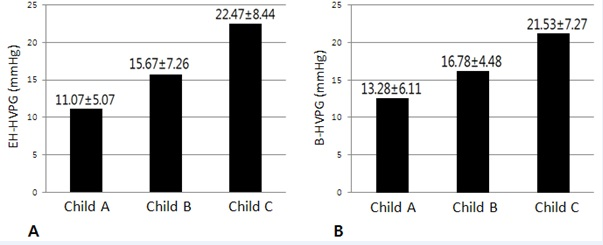 25
20
15
10
5
0
EH-HVPG (mmHg)
11.07±5.07
15.67±7.26
22.47±8.44
Child A
Child B
Child C
A
25
20
15
10
5
0
B-HVPG (mmHg)
13.28±6.11
16.78±4.48
21.53±7.27
Child A
Child B
Child C
B